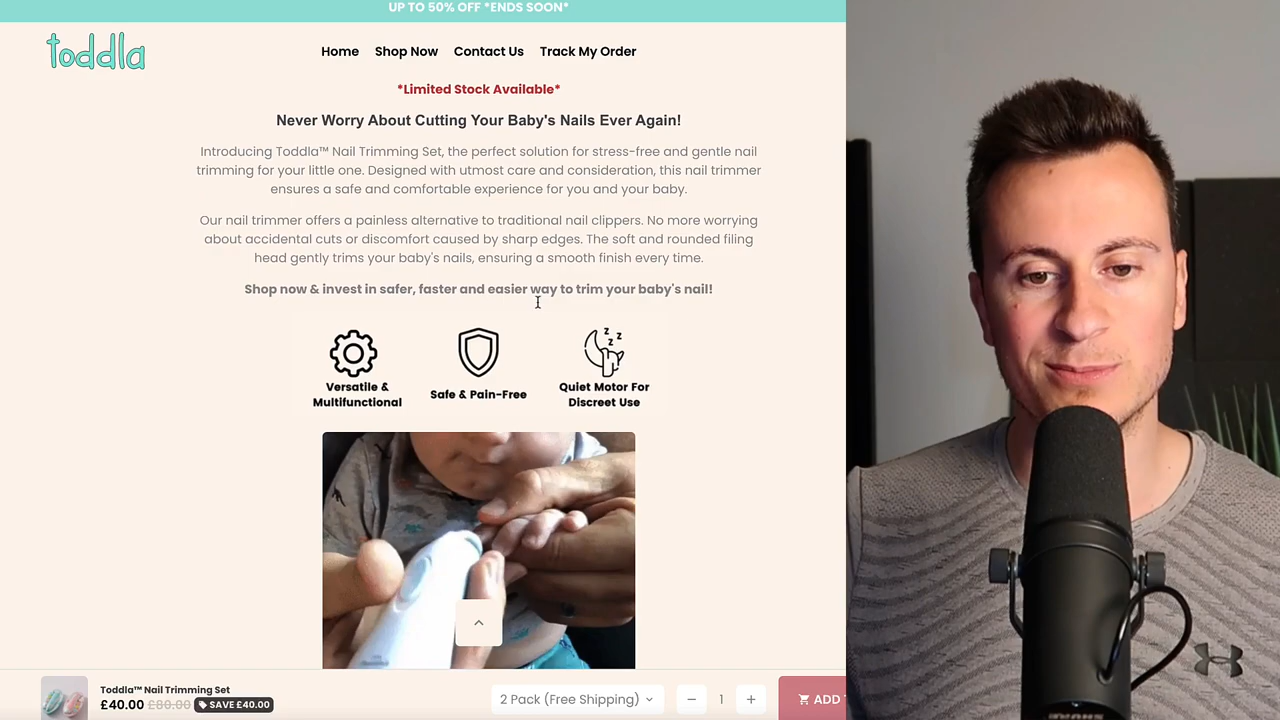 UP TO 50% OFF *ENDS SOON*
toddla
Home Shop Now Contact Us Track My Order
*Limited Stock Available*
Never Worry About Cutting Your Baby's Nails Ever Again!
Introducing Toddla™ Nail Trimming Set, the perfect solution for stress-free and gentle nail
trimming for your little one. Designed with utmost care and consideration, this nail trimmer
ensures a safe and comfortable experience for you and your baby.
Our nail trimmer offers a painless alternative to traditional nail clippers. No more worrying
about accidental cuts or discomfort caused by sharp edges. The soft and rounded filing
head gently trims your baby's nails, ensuring a smooth finish every time.
Shop now & invest in safer, faster and easier way to trim your baby's nail!
z z z z
Versatile &
Multifunctional
Safe & Pain-Free
Quiet Motor For
Discreet Use
Toddla™ Nail Trimming Set
£40.00 £80.00 SAVE £40.00
2 Pack (Free Shipping)
1
ADD